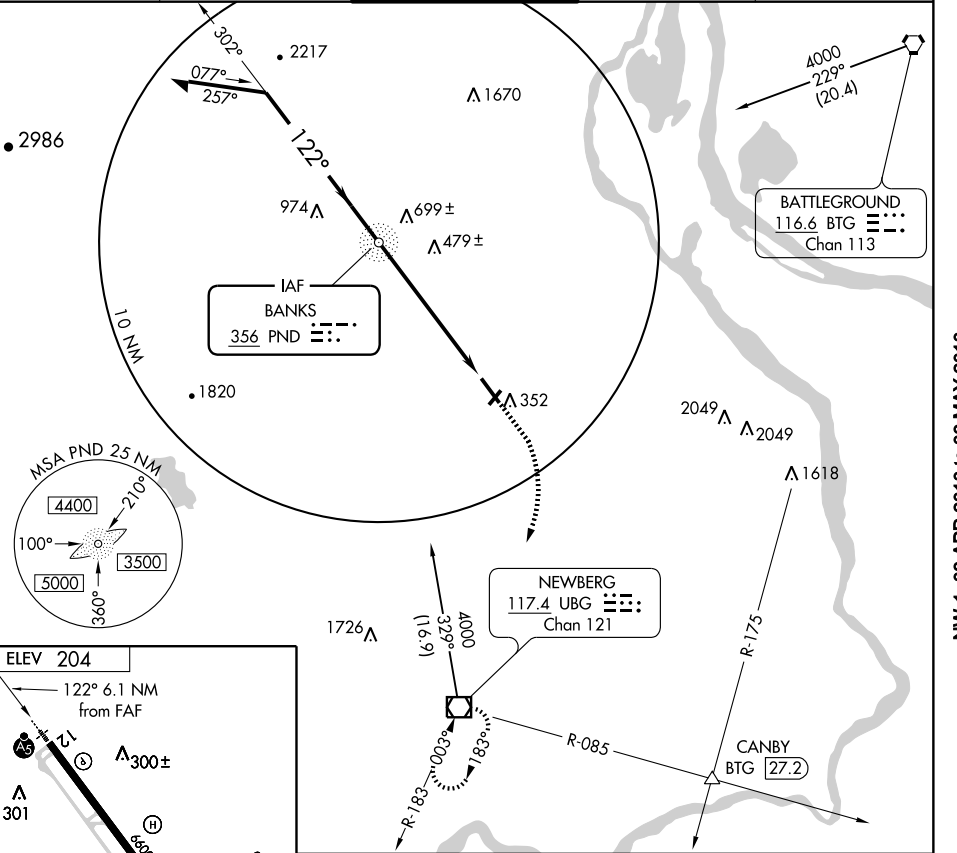 302°
2217
077°
257°
1670
4000
229°
(20.4)
2986
122°
974
699±
479±
BATTLEGROUND
116.6 BTG
Chan 113
IAF
BANKS
356 PND
10 NM
1820
352
2049
2049
1618
MSA PND 25 NM
4400
210°
100°
3500
5000
360°
NEWBERG
117.4 UBG
Chan 121
4000
329°
(16.9)
1726
R-175
ELEV 204
122° 6.1 NM
from FAF
12
A5
P
300±
301
H
003°
183°
R-183
R-085
CANBY
BTG 27.2